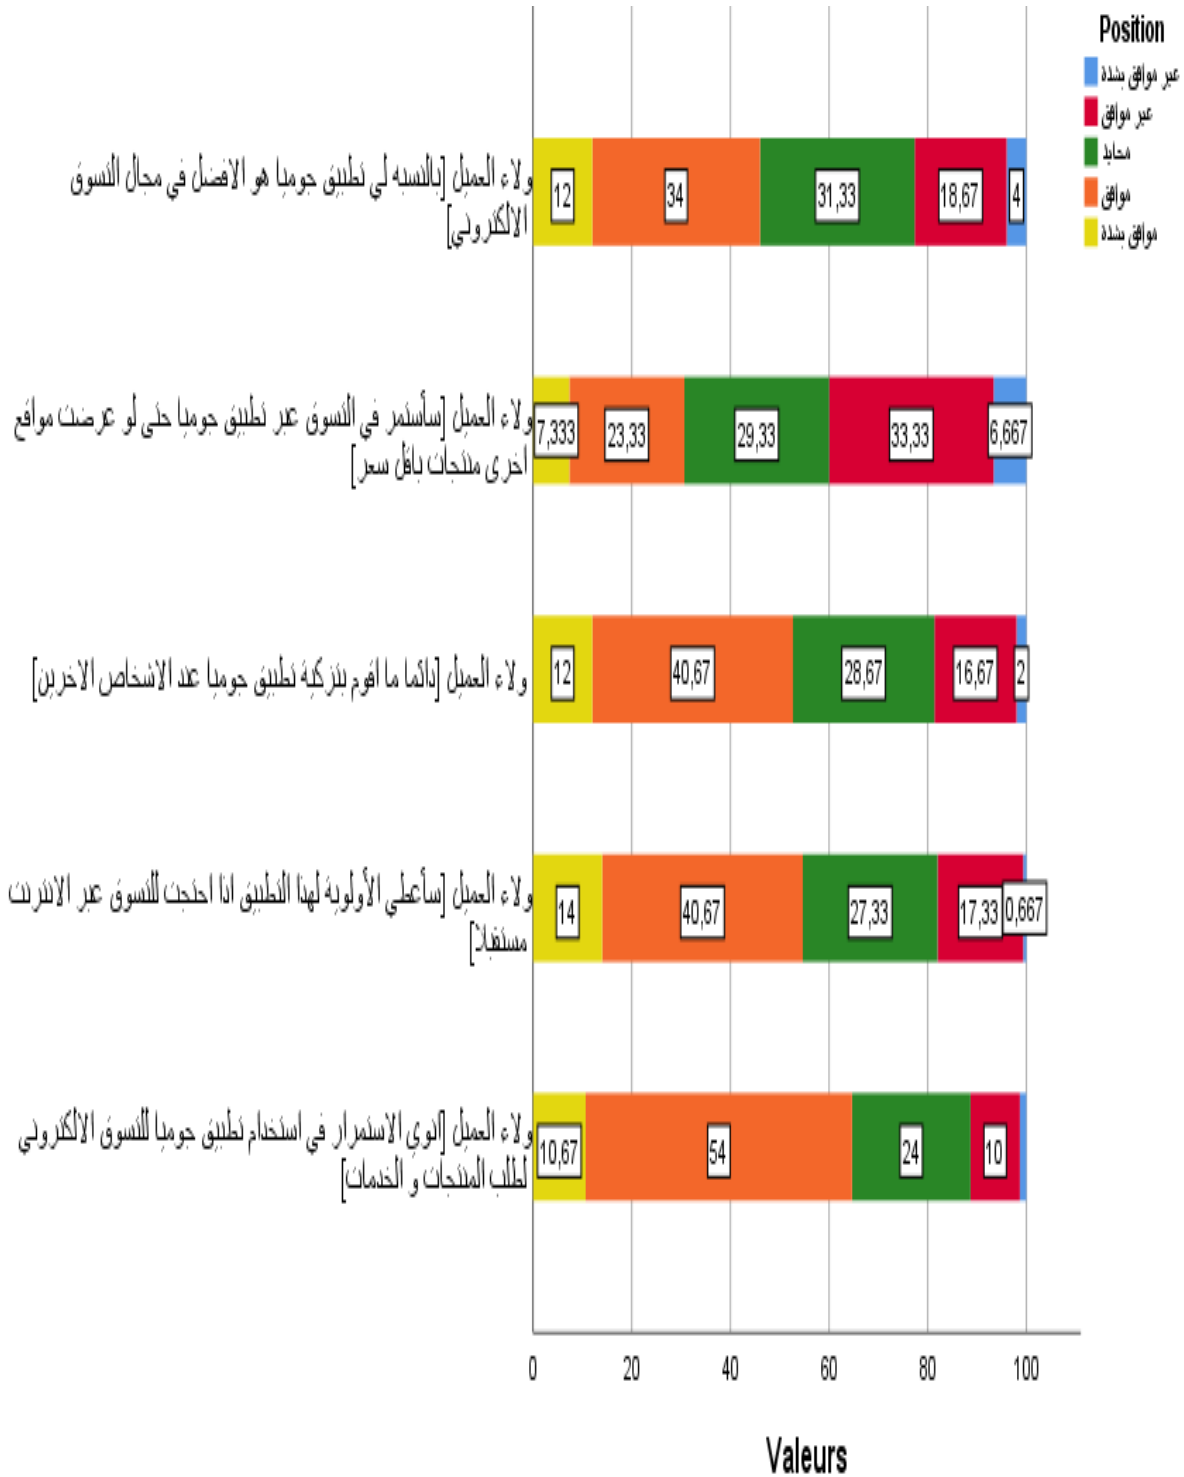 Position
غير موافق بشدة
غير موافق
محايد
موافق
موافق بشدة
ولاء العميل [بالنسبه لي تطبيق جوميا هو الافضل في مجال التسوق
الالكتروني]
12 34 31,33 18,67 4
ولاء العميل [سأستمر في التسوق عبر تطبيق جوميا حتى لو عرضت مواقع
اخرى منتجات باقل سعر]
7,333 23,33 29,33 33,33 6,667
ولاء العميل [دائما ما اقوم بتزكية تطبيق جوميا عند الاشخاص الاخرين]
12 40,67 28,67 16,67 2
ولاء العميل [سأعطي الأولوية لهذا التطبيق اذا احتجت للتسوق عبر الانترنت
مستقبلا]
14 40,67 27,33 17,33 0,667
ولاء العميل [انوي الاستمرار في استخدام تطبيق جوميا للتسوق الالكتروني
لطلب المنتجات و الخدمات]
10,67 54 24 10
0 20 40 60 80 100
Valeurs